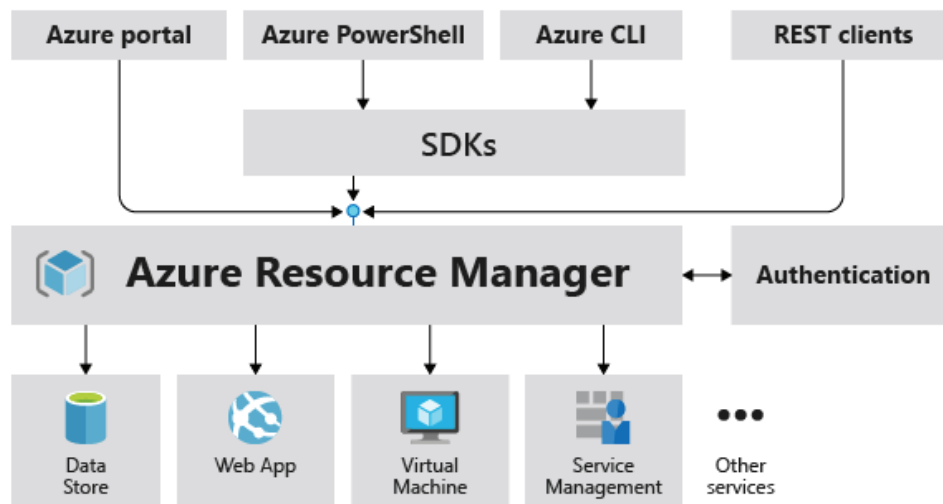 Azure portal
Azure PowerShell
Azure CLI
REST clients
SDKs
Azure Resource Manager
Authentication
Data
Store
Web App
Virtual
Machine
Service
Management
Other
services